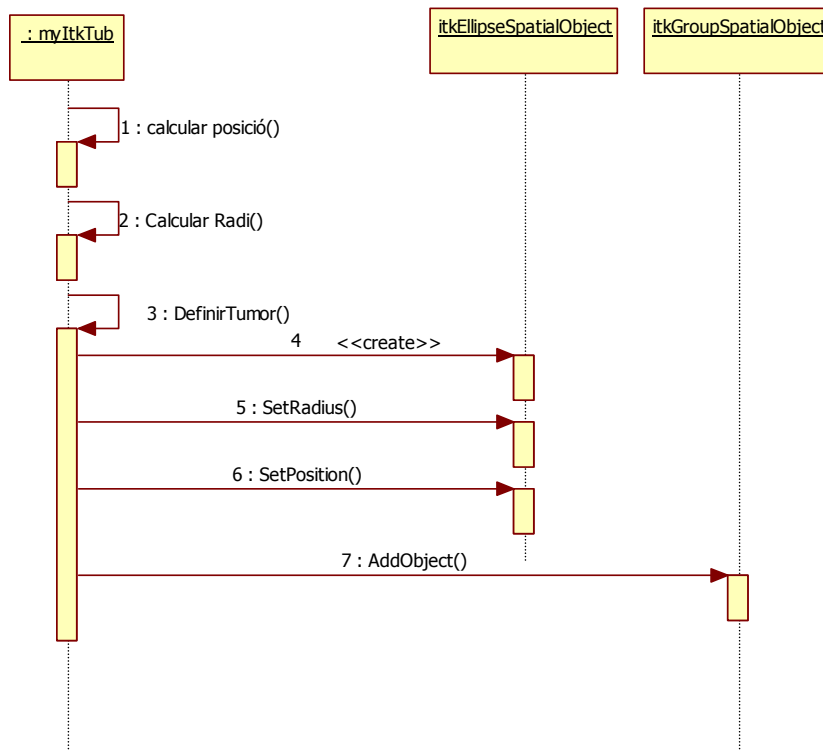 : myItkTub
itkEllipseSpatialObject
itkGroupSpatialObject
1 : calcular posició()
2 : Calcular Radi()
3 : DefinirTumor()
4 <<create>>
5 : SetRadius()
6 : SetPosition()
7 : AddObject()